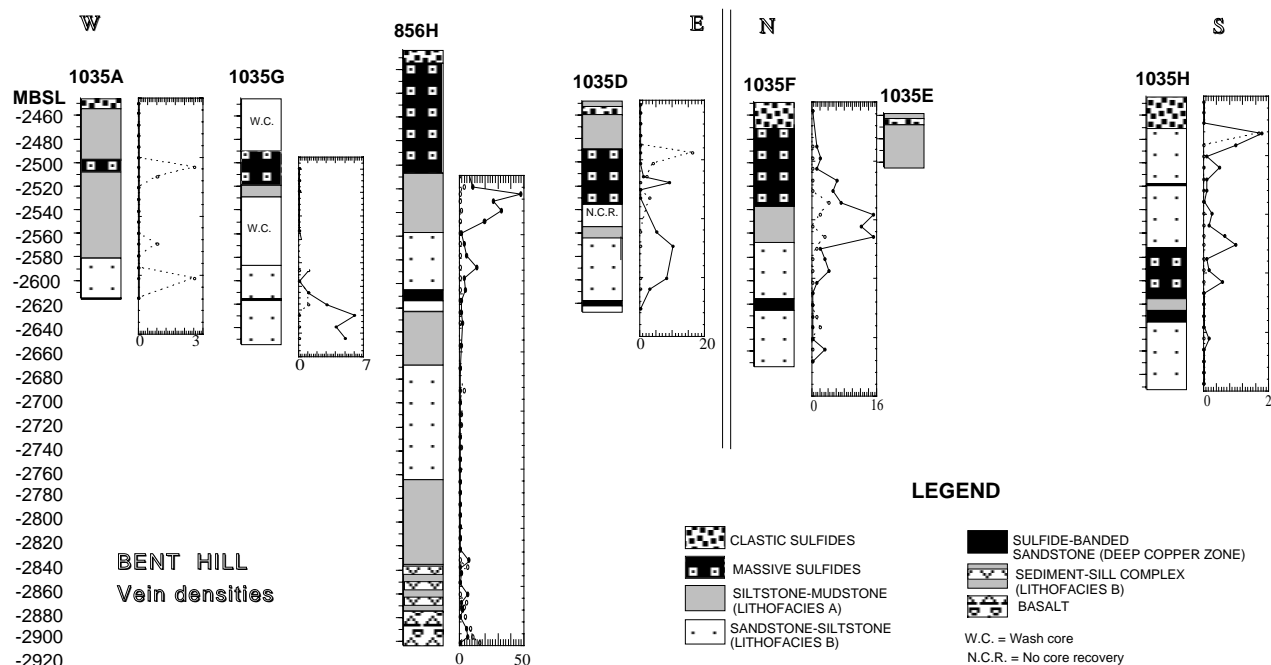 W
856H
E
N
S
1035A
1035G
1035D
1035F
1035E
1035H
MBSL
-2460
-2480
-2500
-2520
-2540
-2560
-2580
-2600
-2620
-2640
-2660
-2680
-2700
-2720
-2740
-2760
-2780
-2800
-2820
-2840
-2860
-2880
-2900
-2920
W.C.
W.C.
N.C.R.
0 3
0 7
0 50
0 20
0 16
0 2
BENT HILL
Vein densities
LEGEND
CLASTIC SULFIDES
MASSIVE SULFIDES
SILTSTONE-MUDSTONE
(LITHOFACIES A)
SANDSTONE-SILTSTONE
(LITHOFACIES B)
SULFIDE-BANDED
SANDSTONE (DEEP COPPER ZONE)
SEDIMENT-SILL COMPLEX
(LITHOFACIES B)
BASALT
W.C. = Wash core
N.C.R. = No core recovery